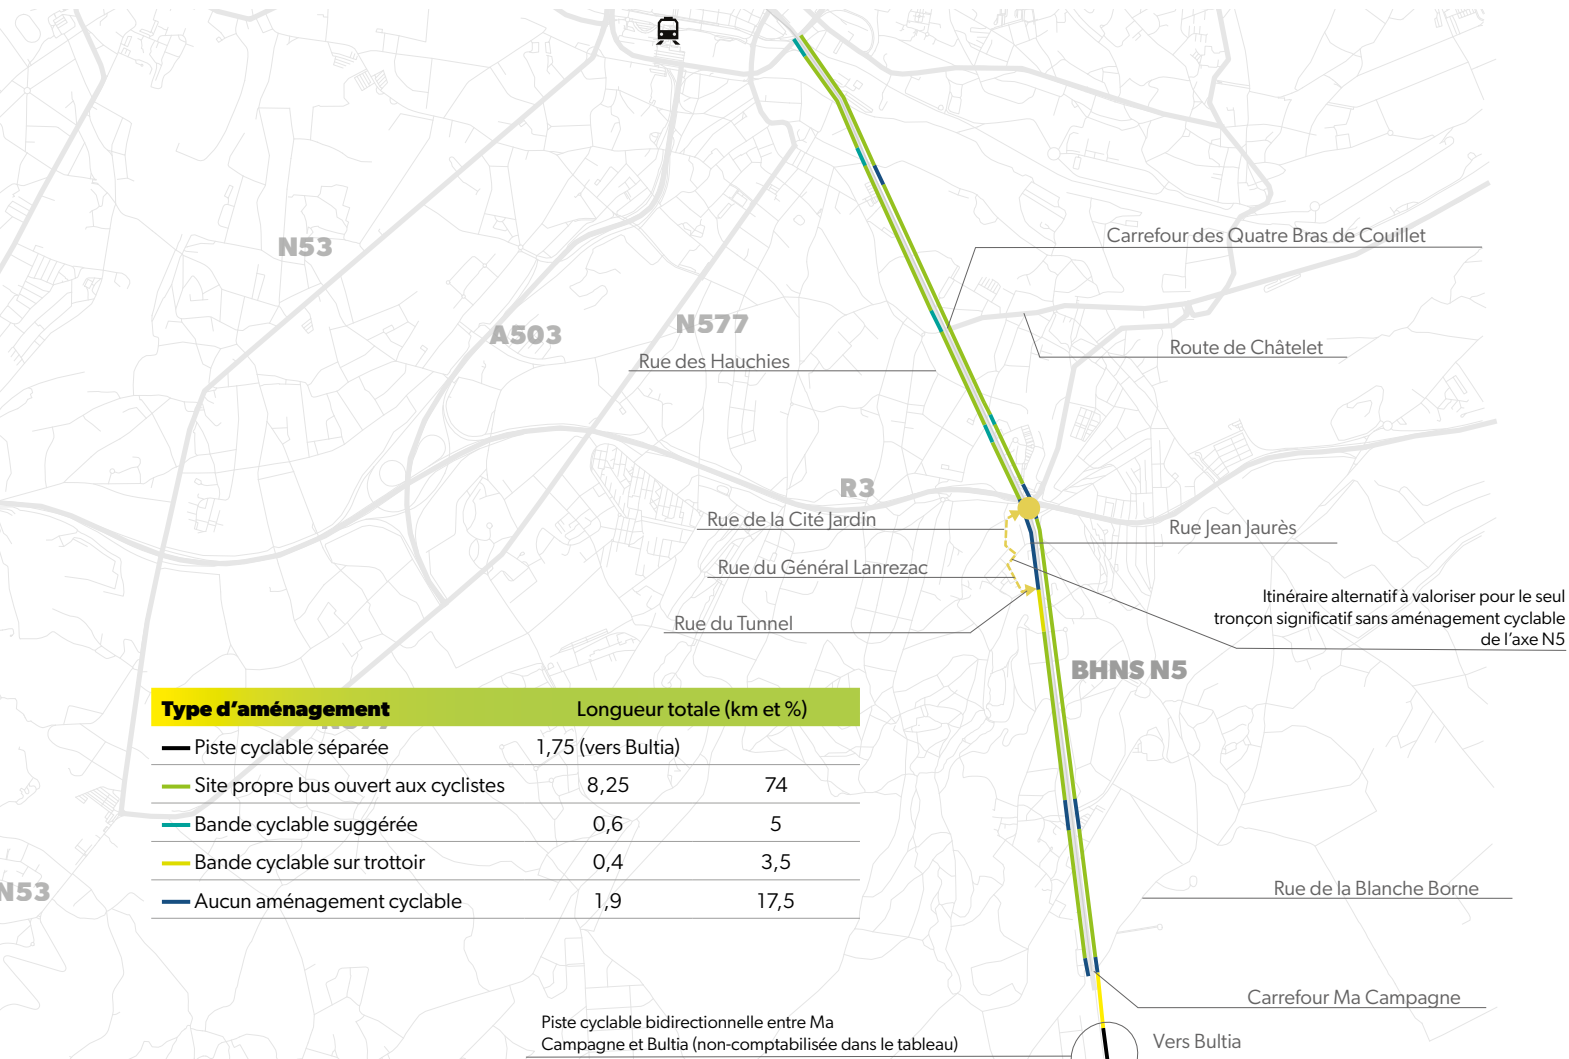 N53
Carrefour des Quatre Bras de Couillet
N577
A503
Route de Châtelet
Rue des Hauchies
R3
Rue de la Cité Jardin
Rue Jean Jaurès
Rue du Général Lanrezac
Itinéraire alternatif à valoriser pour le seul
tronçon significatif sans aménagement cyclable
de l'axe N5
Rue du Tunnel
BHNS N5
Type d'aménagement Longueur totale (km et %)
N577
Piste cyclable séparée 1,75 (vers Bultia)
Site propre bus ouvert aux cyclistes 8,25 74
Bande cyclable suggérée 0,6 5
Bande cyclable sur trottoir 0,4 3,5
Aucun aménagement cyclable 1,9 17,5
N53
Rue de la Blanche Borne
Carrefour Ma Campagne
Piste cyclable bidirectionnelle entre Ma
Campagne et Bultia (non-comptabilisée dans le tableau)
Vers Bultia